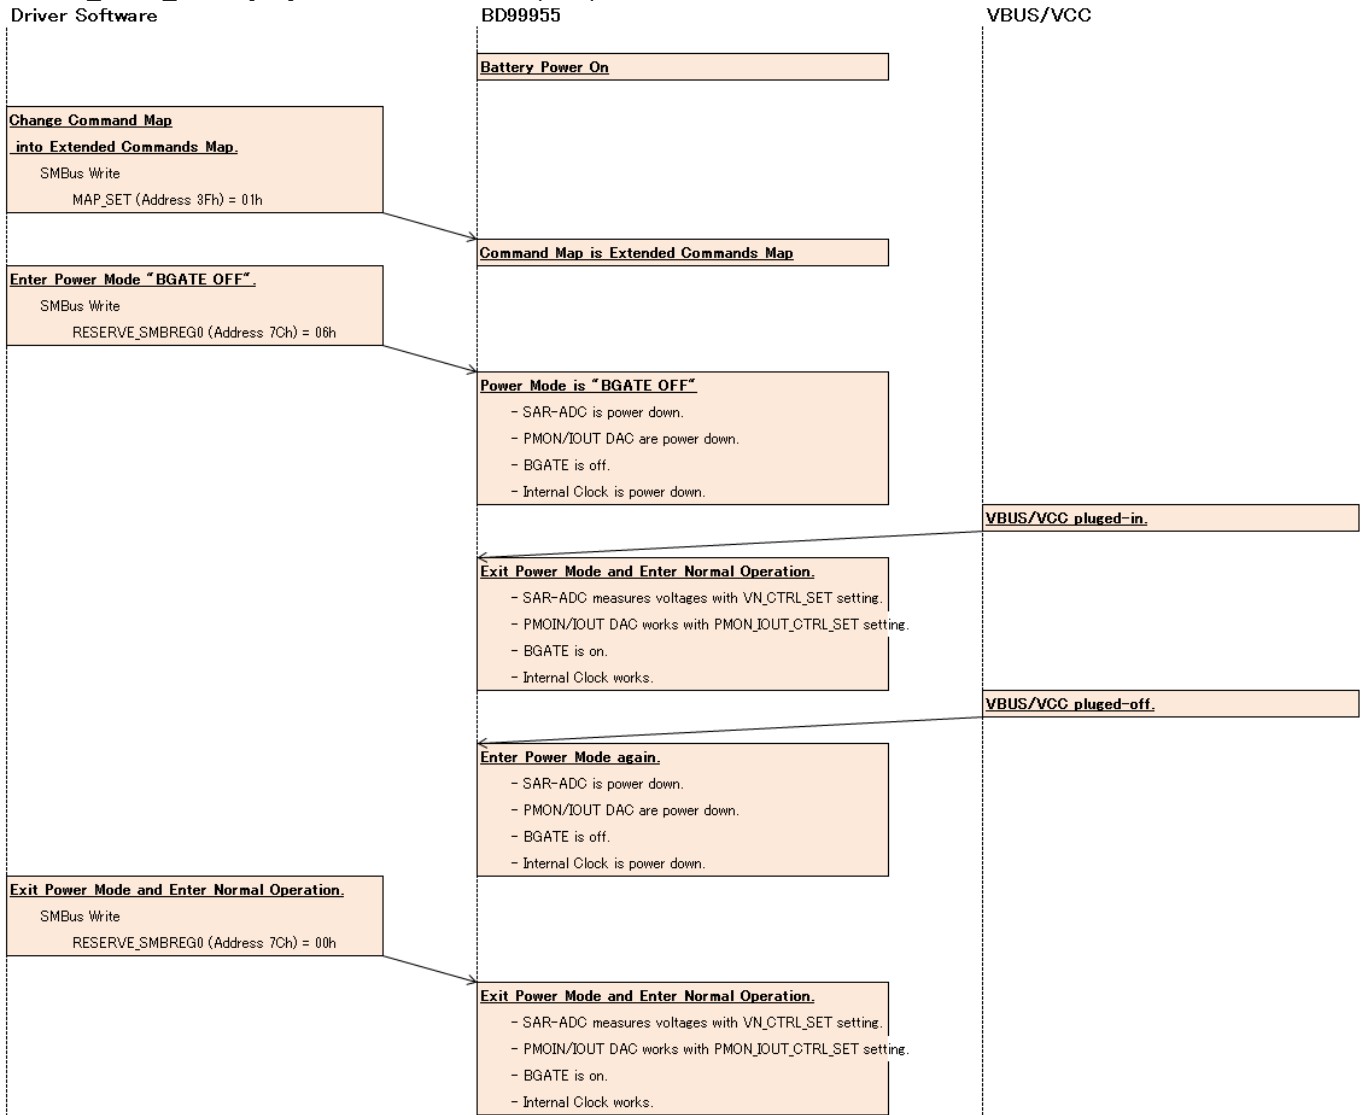 Driver Software
BD99955
VBUS/VCC
Battery Power On
Change Command Map
into Extended Commands Map.
SMBus Write
MAP_SET (Address 3Fh) = 01h
Command Map is Extended Commands Map
Enter Power Mode "BGATE OFF".
SMBus Write
RESERVE_SMBREG0 (Address 7Ch) = 06h
Power Mode is "BGATE OFF"
- SAR-ADC is power down.
- PMON/IOUT DAC are power down.
- BGATE is off.
- Internal Clock is power down.
VBUS/VCC pluged-in.
Exit Power Mode and Enter Normal Operation.
- SAR-ADC measures voltages with VN_CTRL_SET setting.
- PMOIN/IOUT DAC works with PMON_IOUT_CTRL_SET setting.
- BGATE is on.
- Internal Clock works.
VBUS/VCC pluged-off.
Enter Power Mode again.
- SAR-ADC is power down.
- PMON/IOUT DAC are power down.
- BGATE is off.
- Internal Clock is power down.
Exit Power Mode and Enter Normal Operation.
SMBus Write
RESERVE_SMBREG0 (Address 7Ch) = 00h
Exit Power Mode and Enter Normal Operation.
- SAR-ADC measures voltages with VN_CTRL_SET setting.
- PMOIN/IOUT DAC works with PMON_IOUT_CTRL_SET setting.
- BGATE is on.
- Internal Clock works.